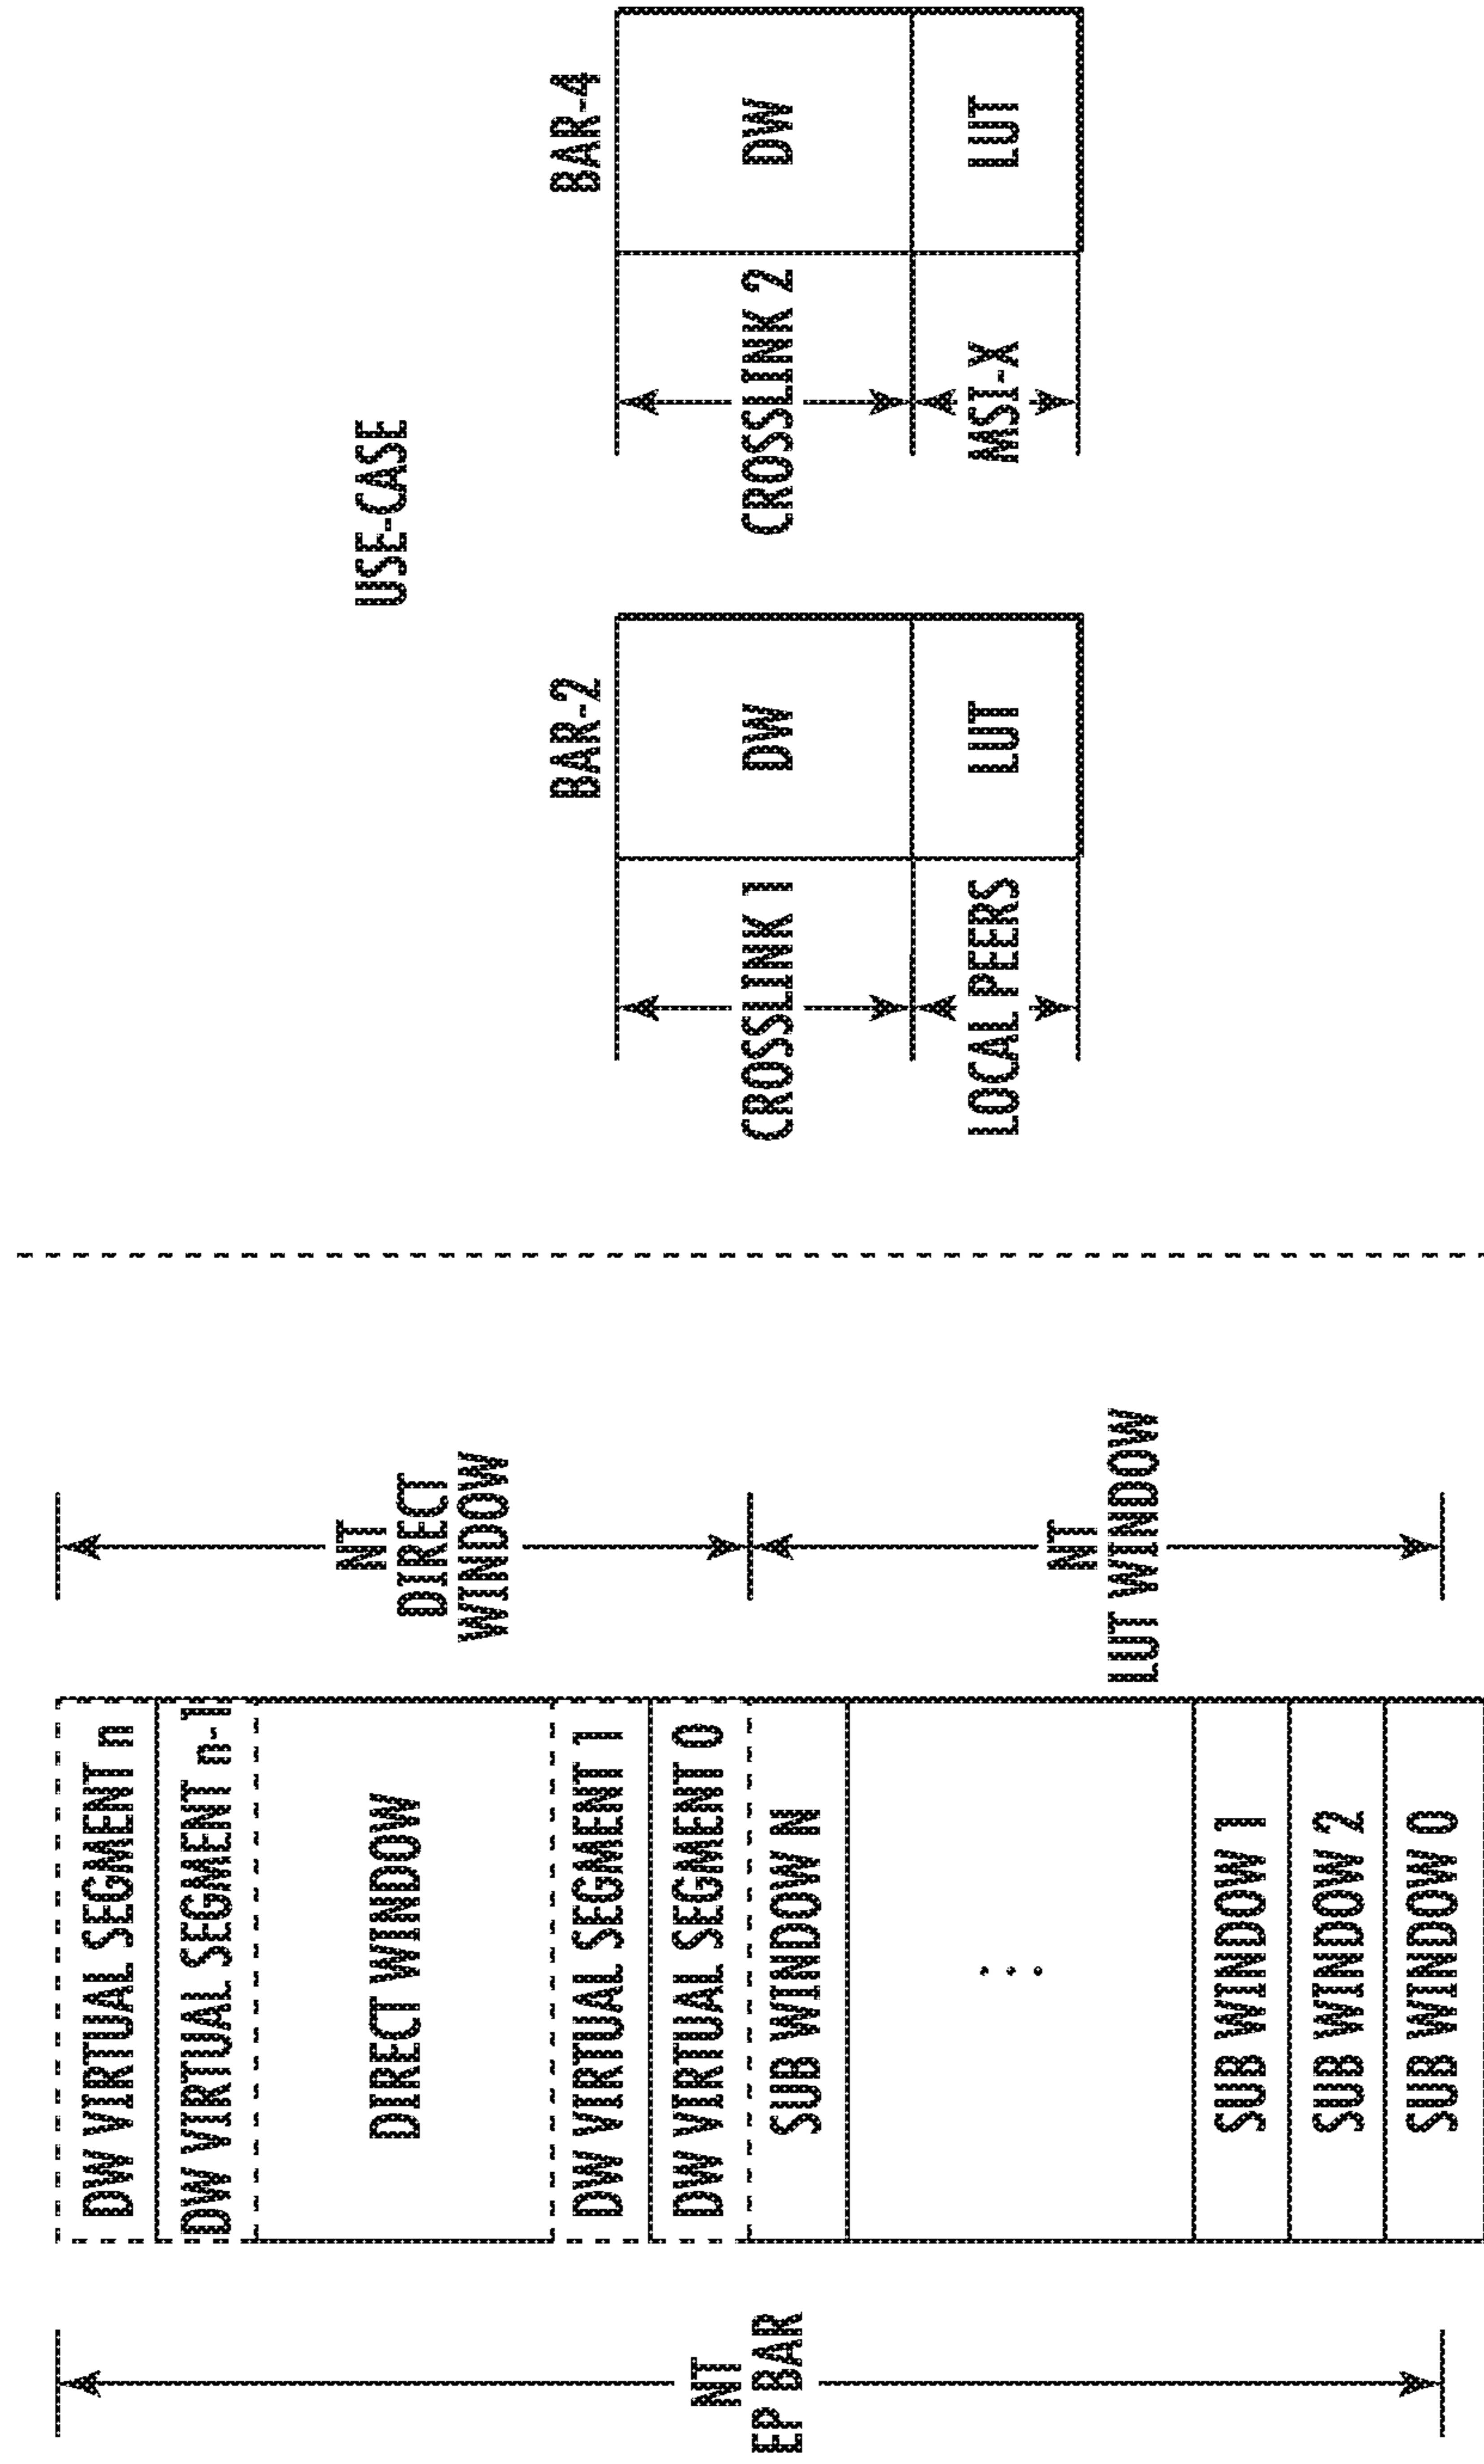 NT
EP BAR
DW VIRTUAL SEGMENT n
DW VIRTUAL SEGMENT n-1
DIRECT WINDOW
DW VIRTUAL SEGMENT 1
DW VIRTUAL SEGMENT 0
SUB WINDOW N
...
SUB WINDOW 1
SUB WINDOW 2
SUB WINDOW 0
NT
DIRECT
WINDOW
NT
LUT WINDOW
USE-CASE
BAR-2
CROSSLINK 1
DW
LOCAL PEERS
LUT
BAR-4
CROSSLINK 2
DW
MSI-X
LUT